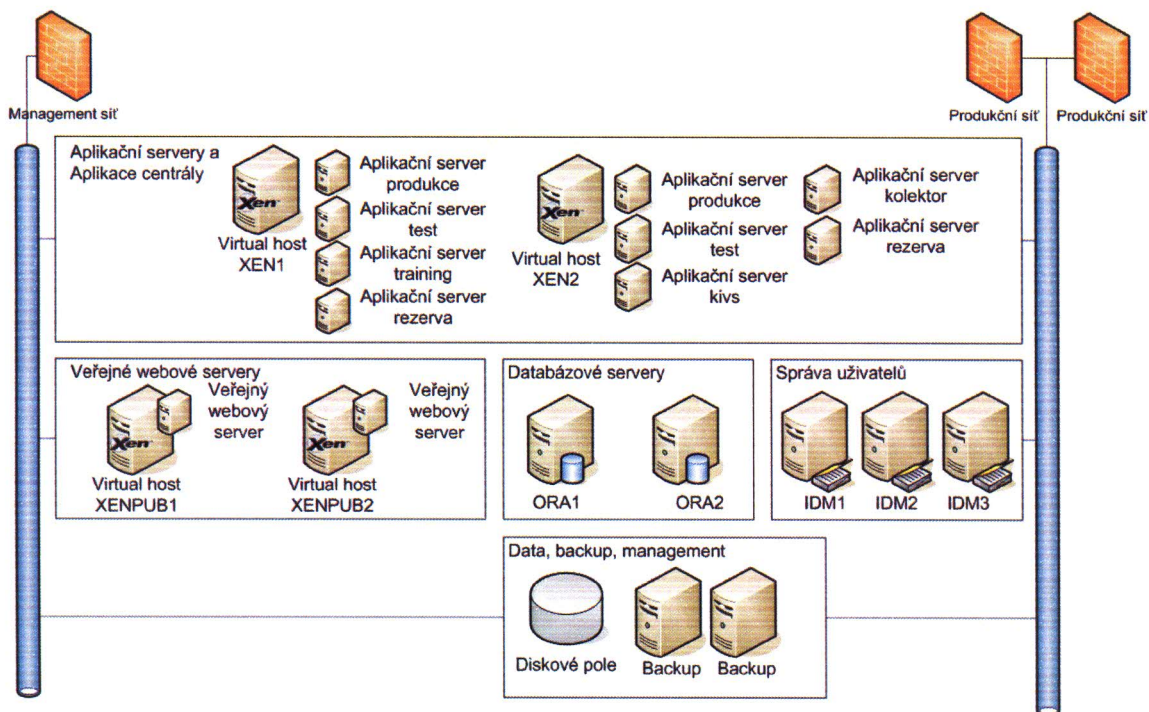 Management síť
Produkční síť
Produkční síť
Aplikační servery a
Aplikace centrály
Xen
Virtual host
XEN1
Aplikační server
produkce
Aplikační server
test
Aplikační server
training
Aplikační server
rezerva
Xen
Virtual host
XEN2
Aplikační server
produkce
Aplikační server
test
Aplikační server
kivs
Aplikační server
kolektor
Aplikační server
rezerva
Veřejné webové servery
Xen
Veřejný
webový
server
Virtual host
XENPUB1
Xen
Veřejný
webový
server
Virtual host
XENPUB2
Databázové servery
ORA1
ORA2
Správa uživatelů
IDM1
IDM2
IDM3
Data, backup, management
Diskové pole
Backup
Backup